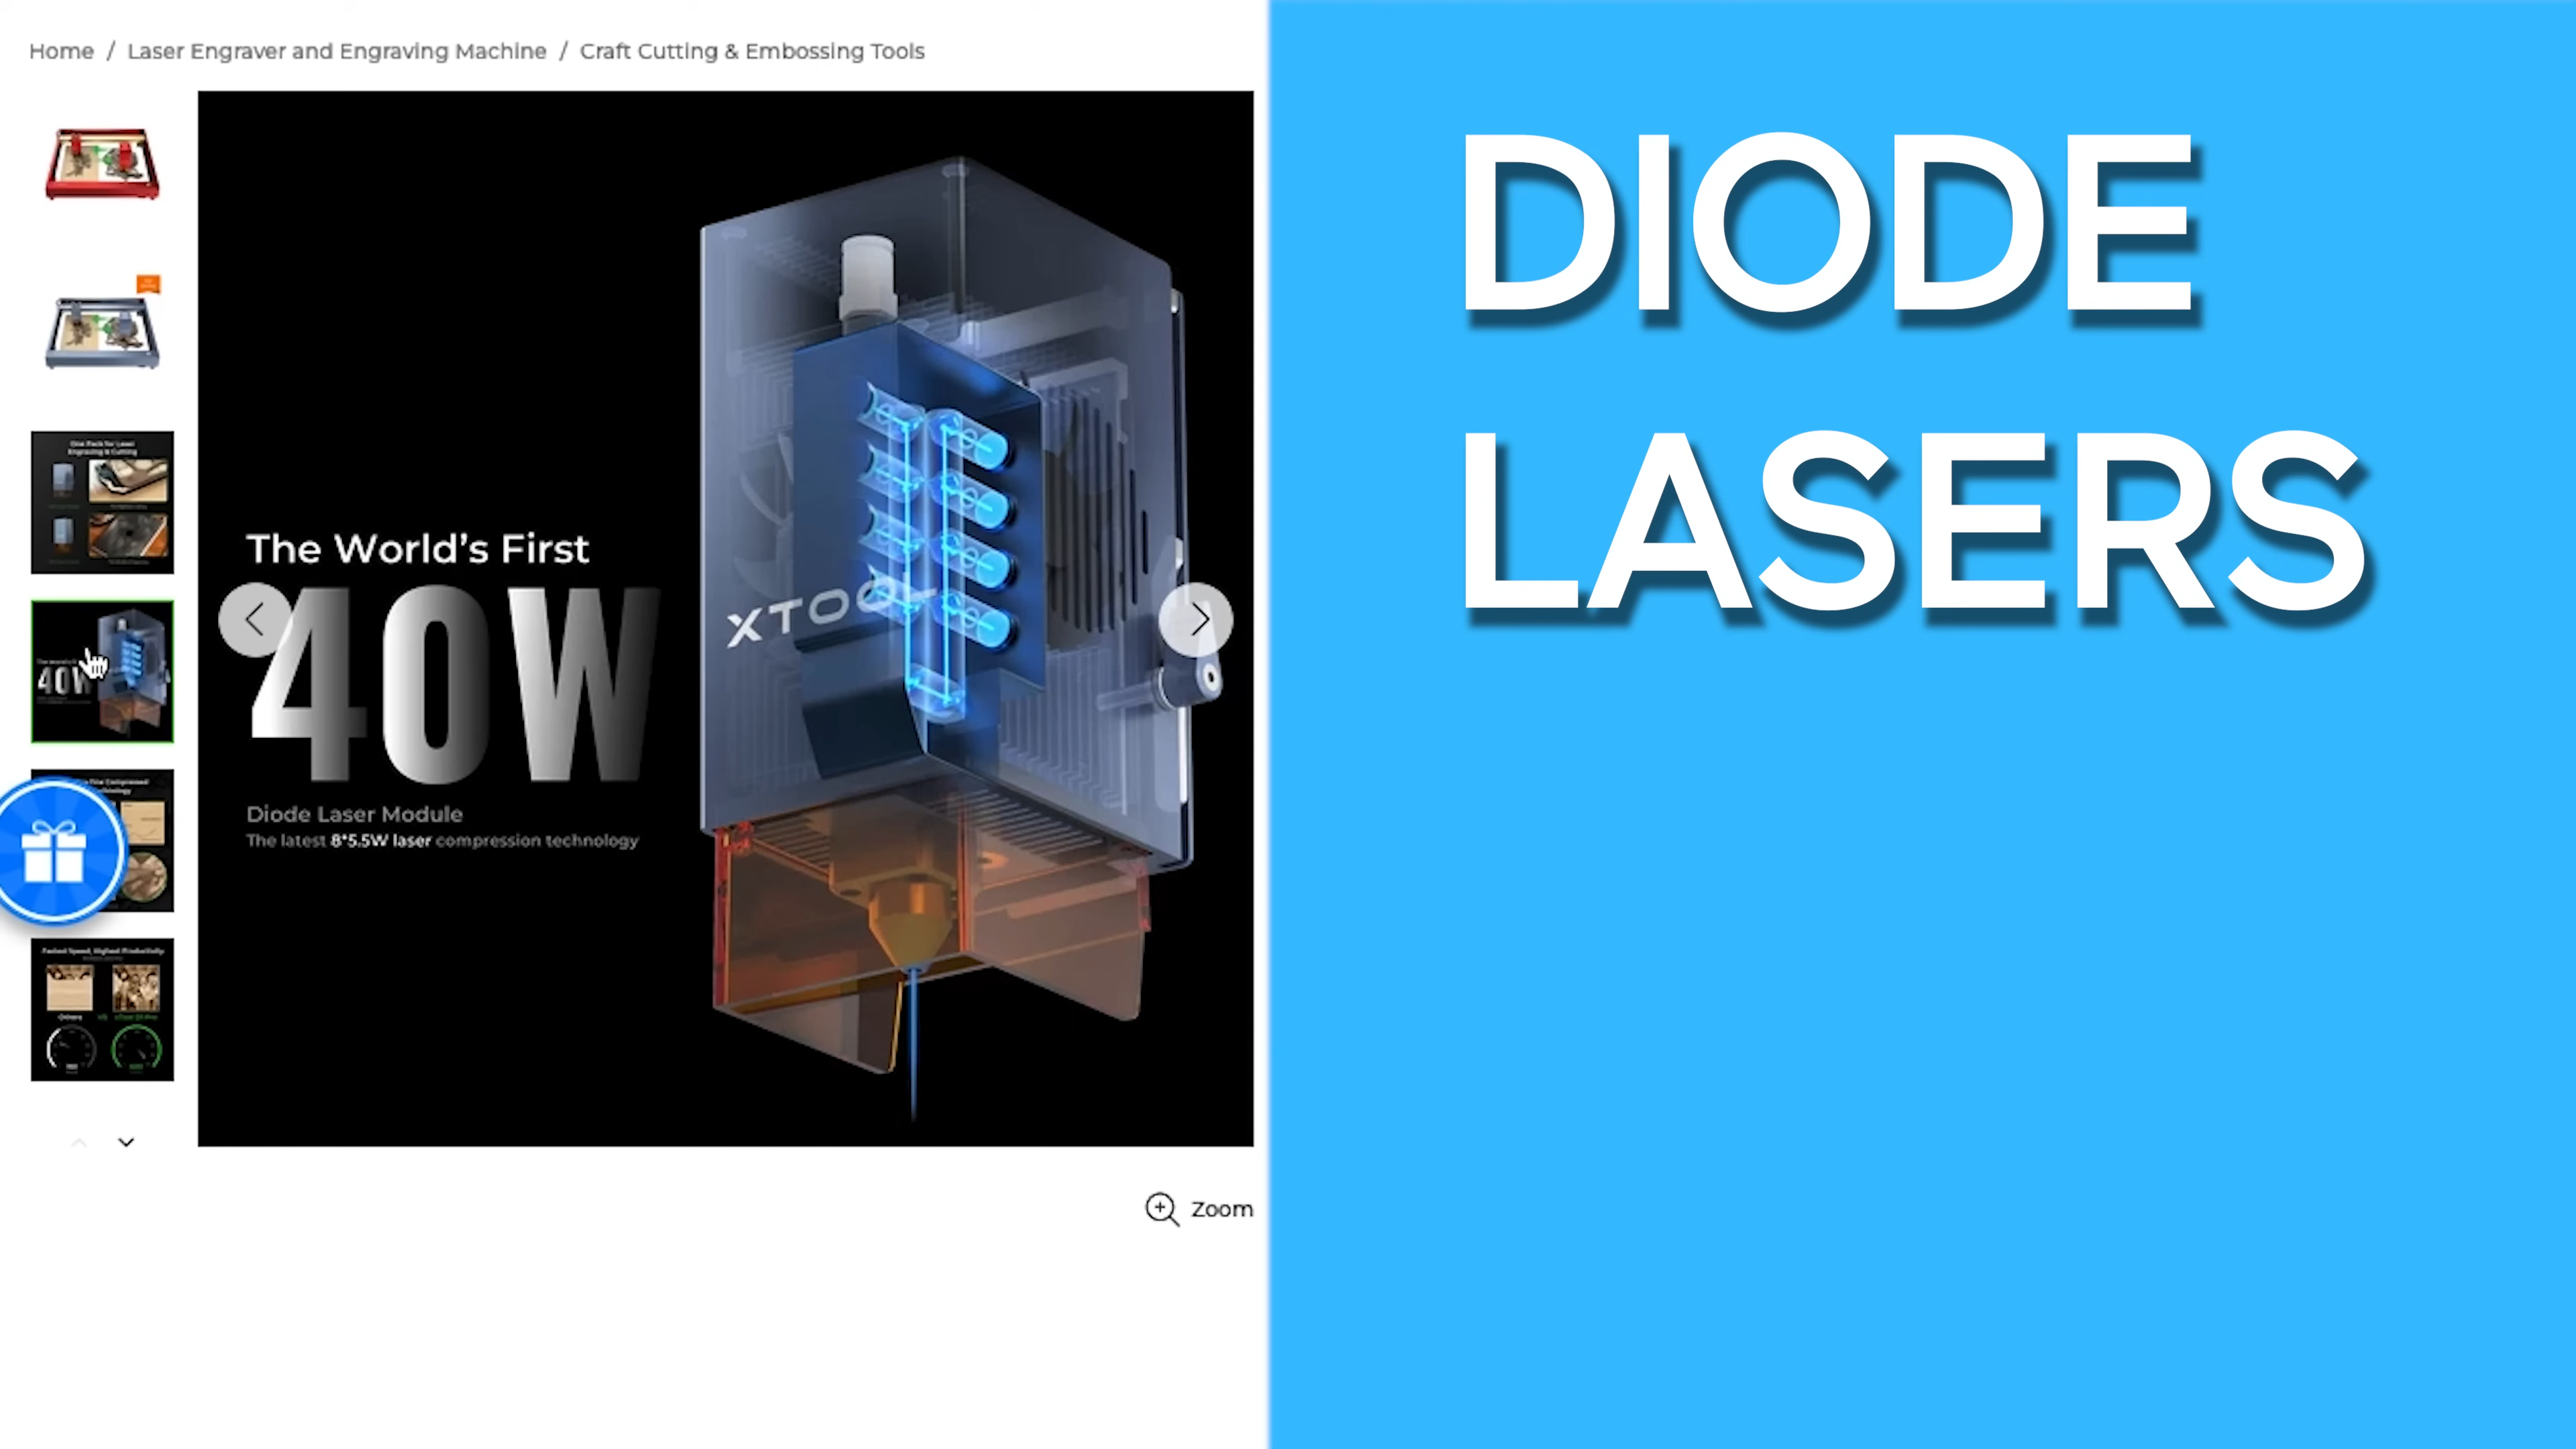 Home / Laser Engraver and Engraving Machine / Craft Cutting & Embossing Tools
DIODE
LASERS
The World's First
40W
Diode Laser Module
The latest 8*5.5W laser compression technology
XTOOL
40W
Zoom